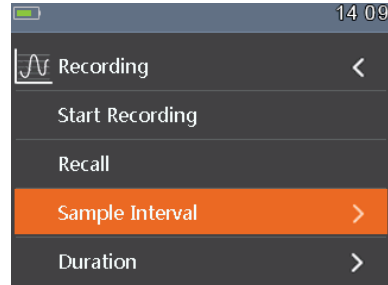 14 09
Recording
Start Recording
Recall
Sample Interval
Duration